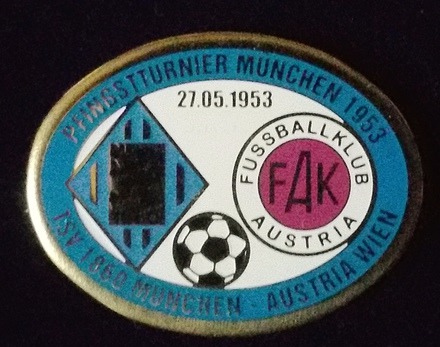 PFINGSTTURNIER MÜNCHEN 1953
27.05.1953
FUSSBALLKLUB
FAK
AUSTRIA
TSV 1860 MÜNCHEN - AUSTRIA WIEN